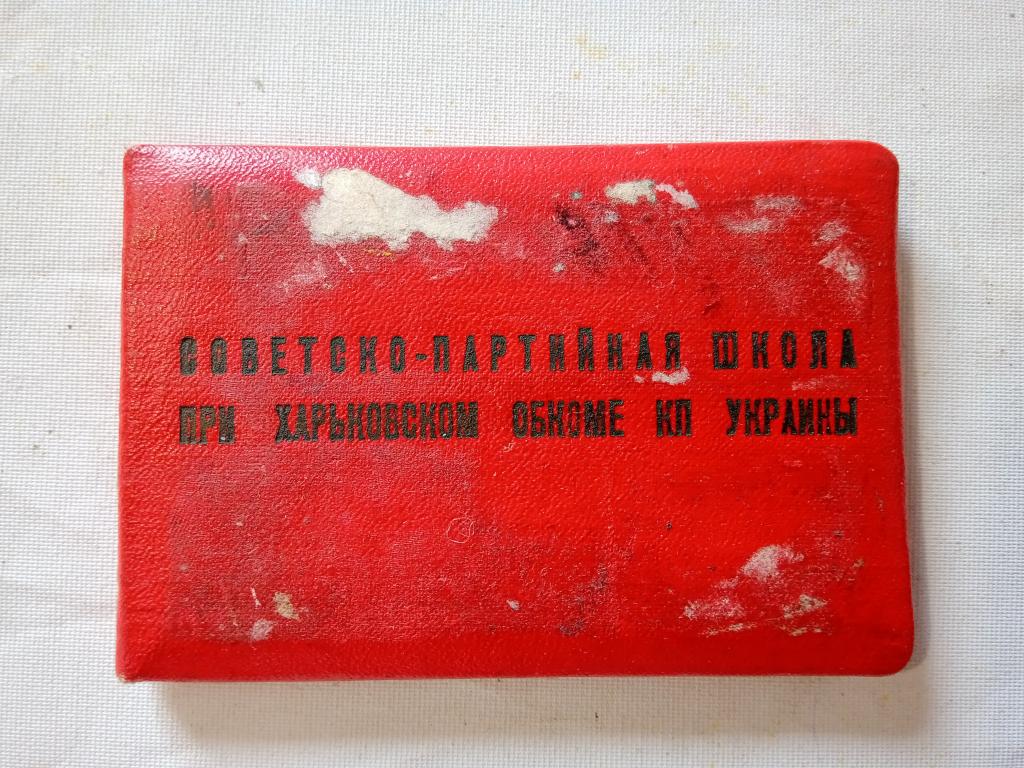 СОВЕТСКО-ПАРТИЙНАЯ ШКОЛА
ПРИ ХАРЬКОВСКОМ ОБКОМЕ КП УКРАИНЫ